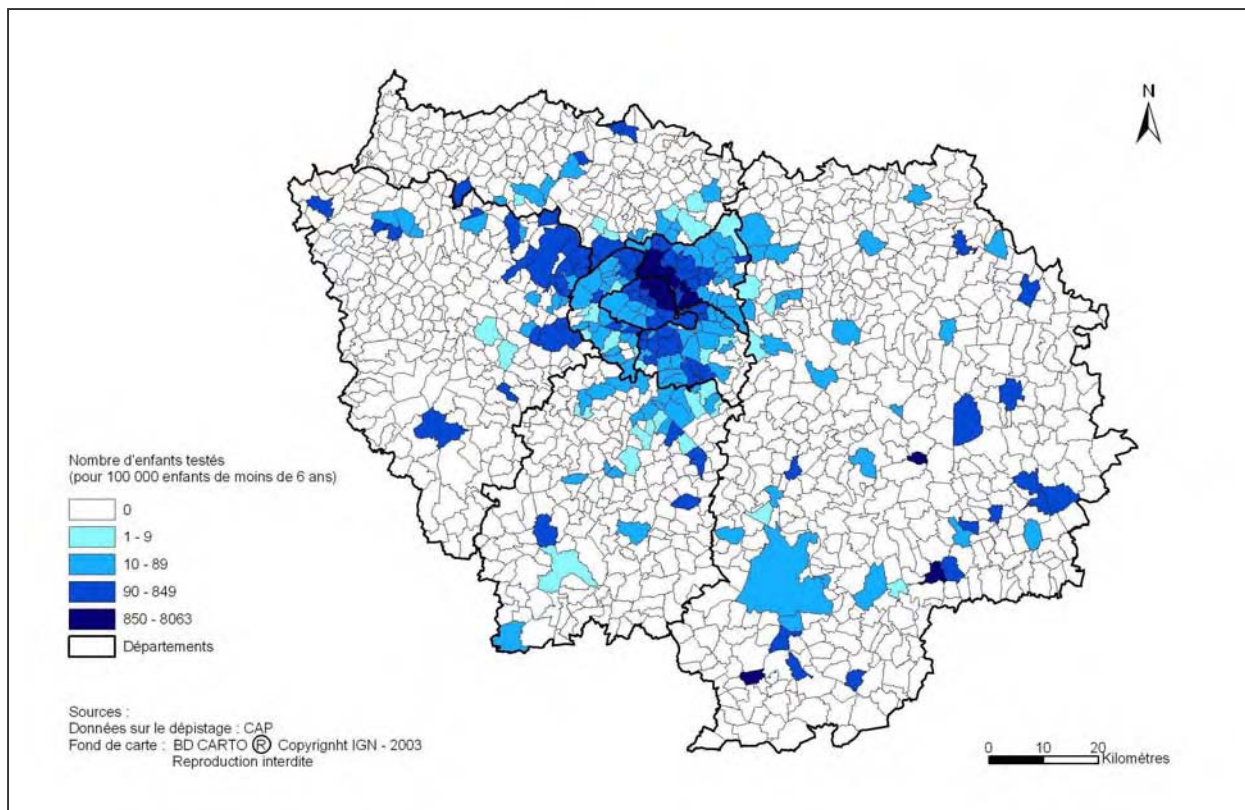 N
Nombre d'enfants testés
(pour 100 000 enfants de moins de 6 ans)
0
1 - 9
10 - 89
90 - 849
850 - 8063
Départements
Sources :
Données sur le dépistage : CAP
Fond de carte : BD CARTO ® Copyrignht IGN - 2003
Reproduction interdite
0 10 20
Kilométres